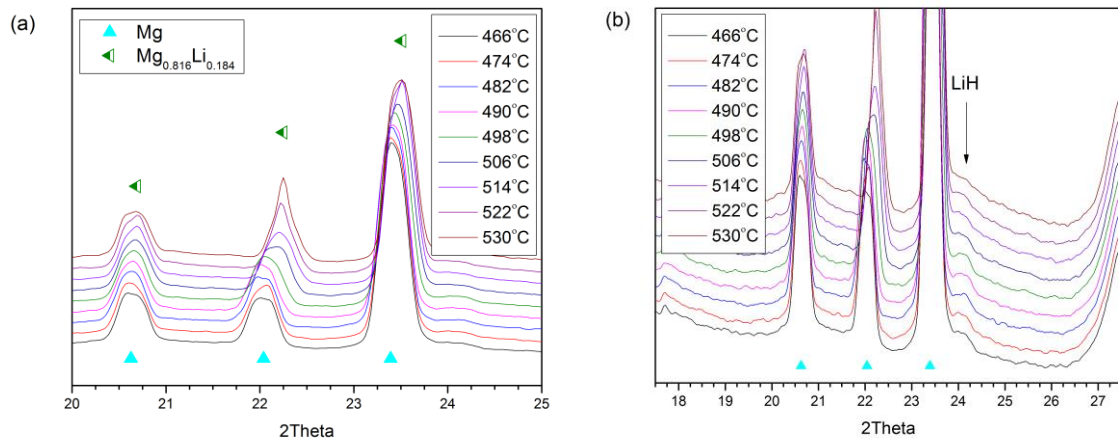 (a)
Mg
Mg0.816Li0.184
466°C
474°C
482°C
490°C
498°C
506°C
514°C
522°C
530°C
20 21 22 23 24 25
2Theta
(b)
466°C
474°C
482°C
490°C
498°C
506°C
514°C
522°C
530°C
LiH
18 19 20 21 22 23 24 25 26 27
2Theta